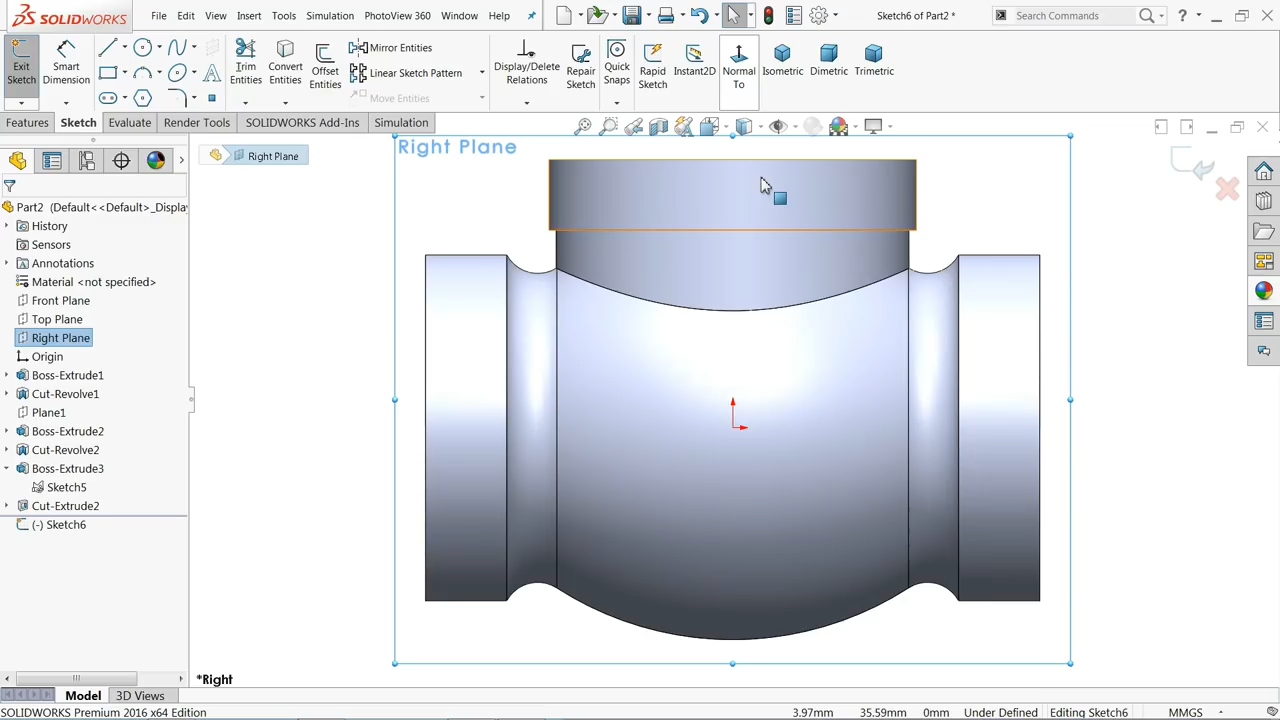 SOLIDWORKS
File Edit View Insert Tools Simulation PhotoView 360 Window Help
Sketch6 of Part2 *
Search Commands
Exit Sketch
Smart Dimension
Trim Entities
Convert Entities
Offset Entities
Mirror Entities
Linear Sketch Pattern
Move Entities
Display/Delete Relations
Repair Sketch
Quick Snaps
Rapid Sketch
Instant2D
Normal To
Isometric
Dimetric
Trimetric
Features Sketch Evaluate Render Tools SOLIDWORKS Add-Ins Simulation
Right Plane
Right Plane
Part2 (Default<<Default>_Display
History
Sensors
Annotations
Material <not specified>
Front Plane
Top Plane
Right Plane
Origin
Boss-Extrude1
Cut-Revolve1
Plane1
Boss-Extrude2
Cut-Revolve2
Boss-Extrude3
Sketch5
Cut-Extrude2
(-) Sketch6
*Right
Model 3D Views
SOLIDWORKS Premium 2016 x64 Edition
3.97mm 35.59mm 0mm Under Defined Editing Sketch6 MMGS